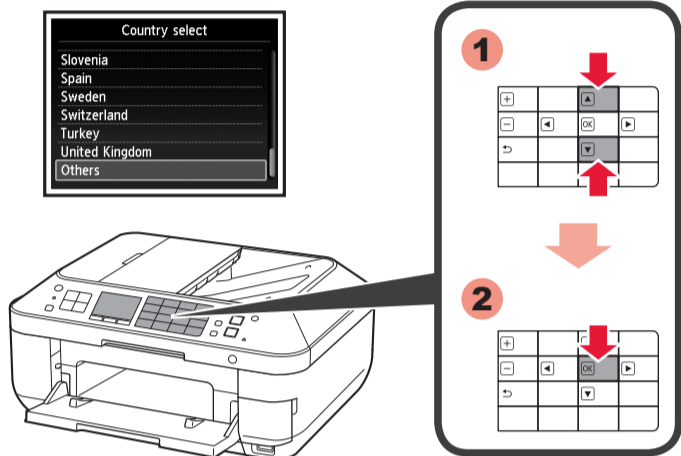 Country select
Slovenia
Spain
Sweden
Switzerland
Turkey
United Kingdom
Others
1
+
▲
− ◀ OK ▶
▼
2
+
− ◀ OK ▶
▼